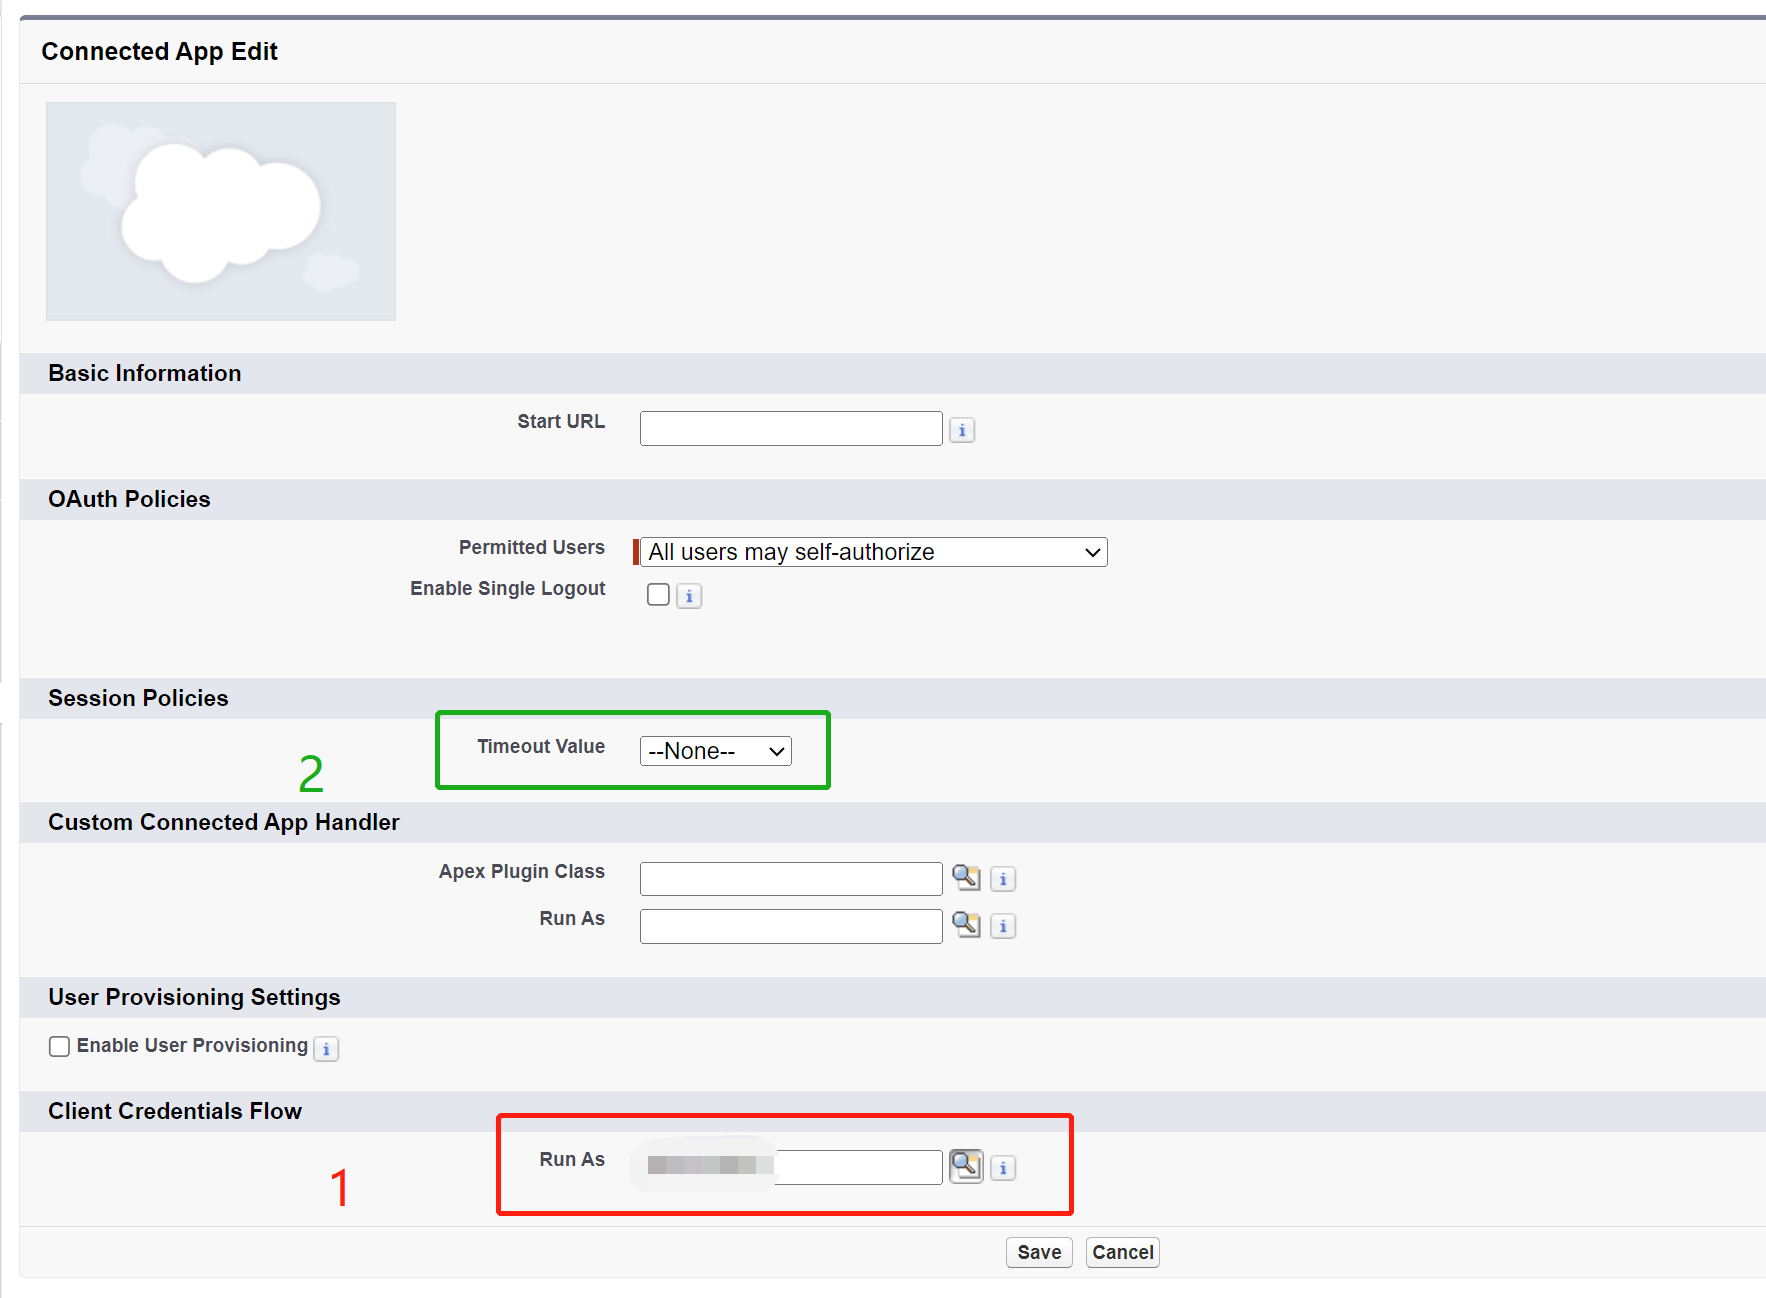 Connected App Edit
Basic Information
Start URL
OAuth Policies
Permitted Users All users may self-authorize
Enable Single Logout
Session Policies
Timeout Value --None--
2
Custom Connected App Handler
Apex Plugin Class
Run As
User Provisioning Settings
Enable User Provisioning
Client Credentials Flow
Run As
1
Save Cancel